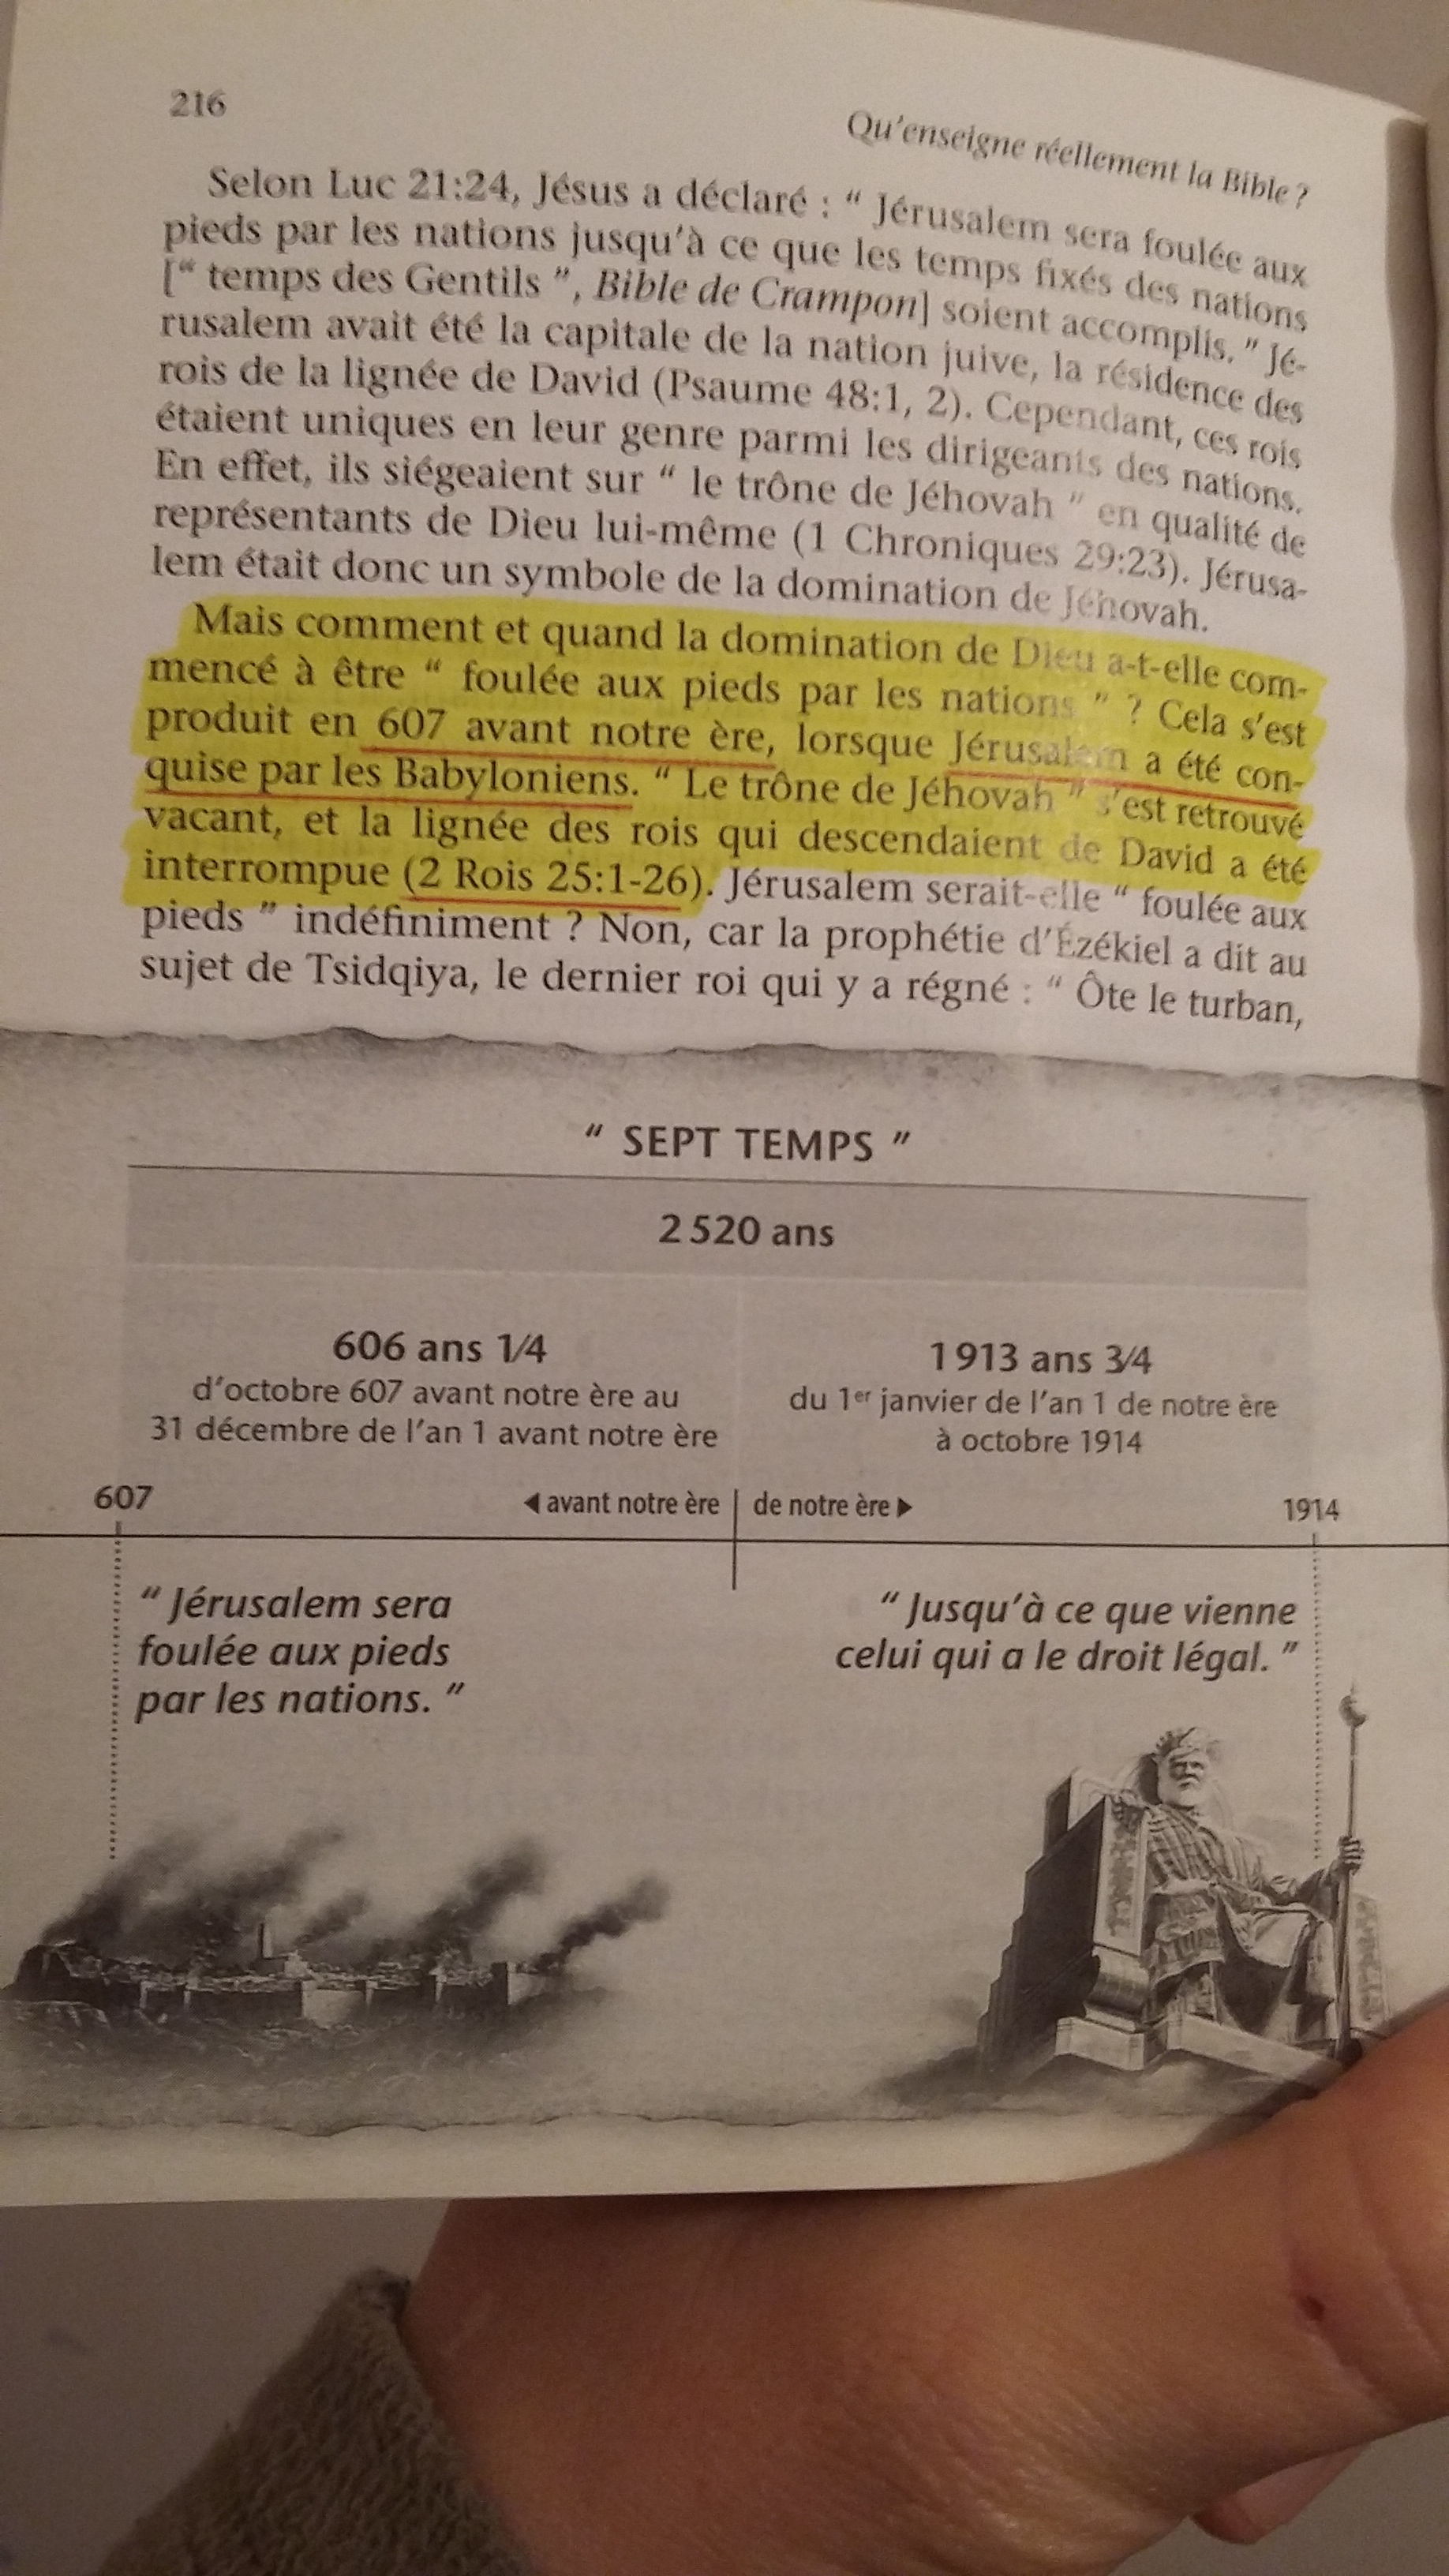 216
Qu'enseigne réellement la Bible ?
Selon Luc 21:24, Jésus a déclaré : “ Jérusalem sera foulée aux
pieds par les nations jusqu'à ce que les temps fixés des nations
[“ temps des Gentils ”, Bible de Crampon] soient accomplis. ” Jé-
rusalem avait été la capitale de la nation juive, la résidence des
rois de la lignée de David (Psaume 48:1, 2). Cependant, ces rois
étaient uniques en leur genre parmi les dirigeants des nations.
En effet, ils siégeaient sur “ le trône de Jéhovah ” en qualité de
représentants de Dieu lui-même (1 Chroniques 29:23). Jérusa-
lem était donc un symbole de la domination de Jéhovah.
Mais comment et quand la domination de Dieu a-t-elle com-
mencé à être “ foulée aux pieds par les nations ” ? Cela s'est
produit en 607 avant notre ère, lorsque Jérusalem a été con-
quise par les Babyloniens. “ Le trône de Jéhovah ” s'est retrouvé
vacant, et la lignée des rois qui descendaient de David a été
interrompue (2 Rois 25:1-26). Jérusalem serait-elle “ foulée aux
pieds ” indéfiniment ? Non, car la prophétie d'Ézékiel a dit au
sujet de Tsidqiya, le dernier roi qui y a régné : “ Ôte le turban,
“ SEPT TEMPS ”
2 520 ans
606 ans 1/4
d'octobre 607 avant notre ère au
31 décembre de l'an 1 avant notre ère
1 913 ans 3/4
du 1er janvier de l'an 1 de notre ère
à octobre 1914
607
◀ avant notre ère
de notre ère ▶
1914
“ Jérusalem sera
foulée aux pieds
par les nations. ”
“ Jusqu'à ce que vienne
celui qui a le droit légal. ”